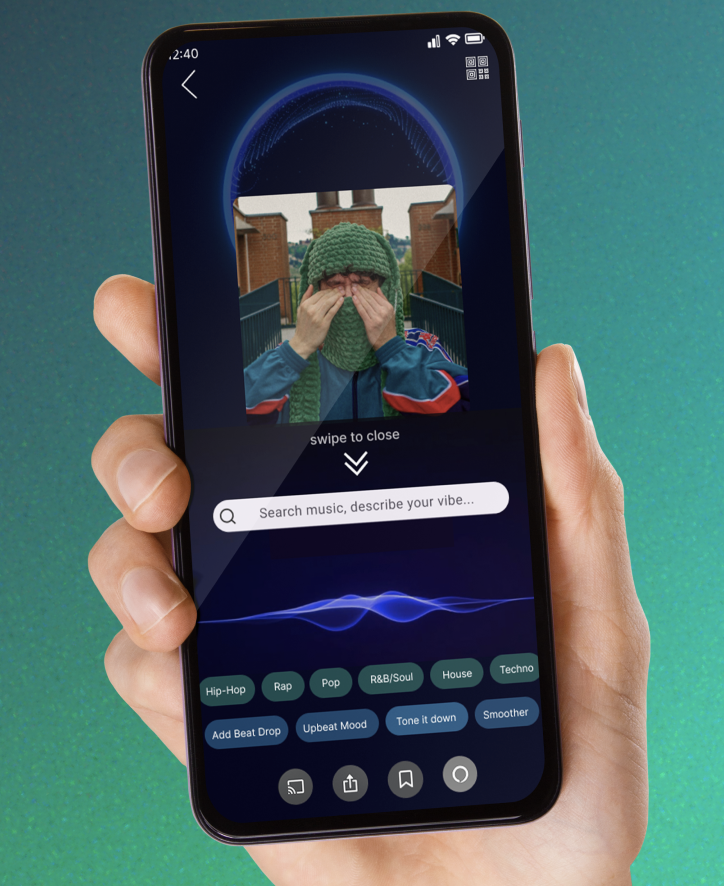 12:40
swipe to close
Search music, describe your vibe...
Hip-Hop Rap Pop R&B/Soul House Techno
Add Beat Drop Upbeat Mood Tone it down Smoother